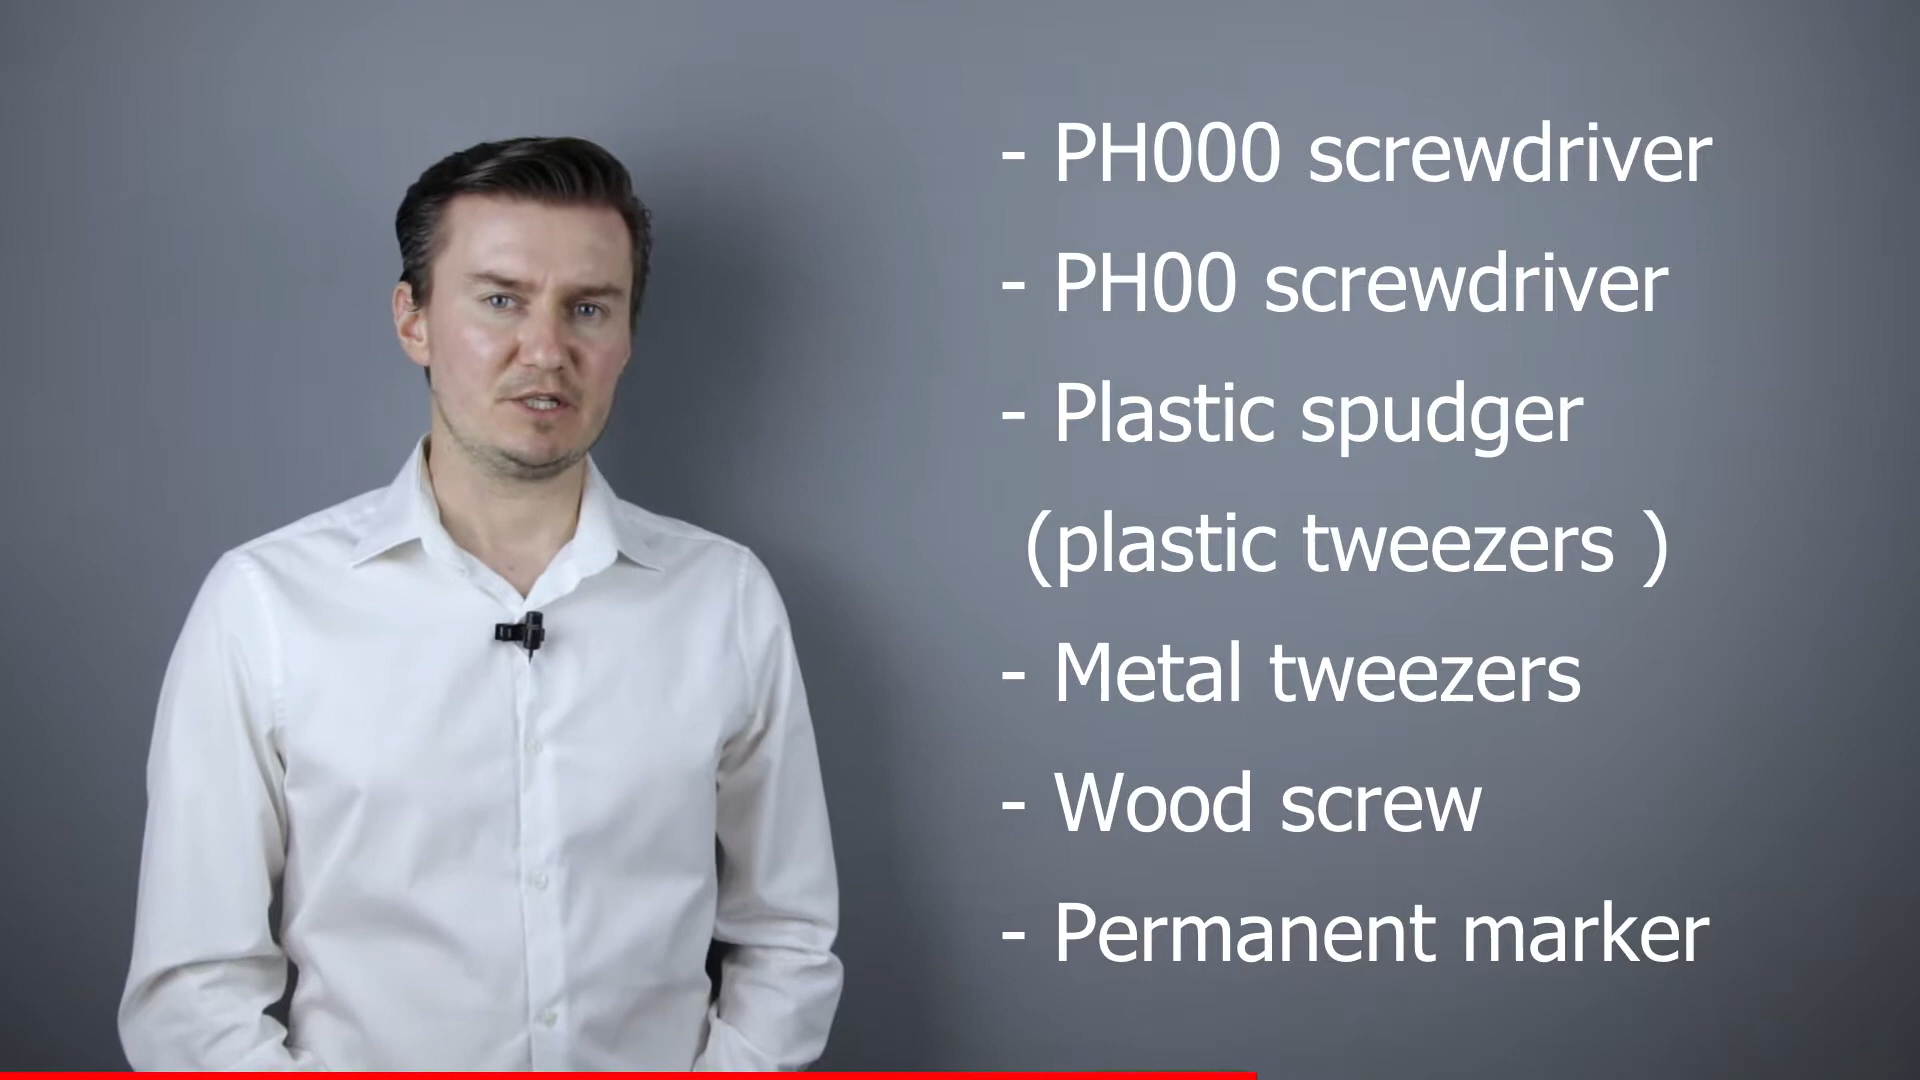 - PH000 screwdriver
- PH00 screwdriver
- Plastic spudger
(plastic tweezers )
- Metal tweezers
- Wood screw
- Permanent marker